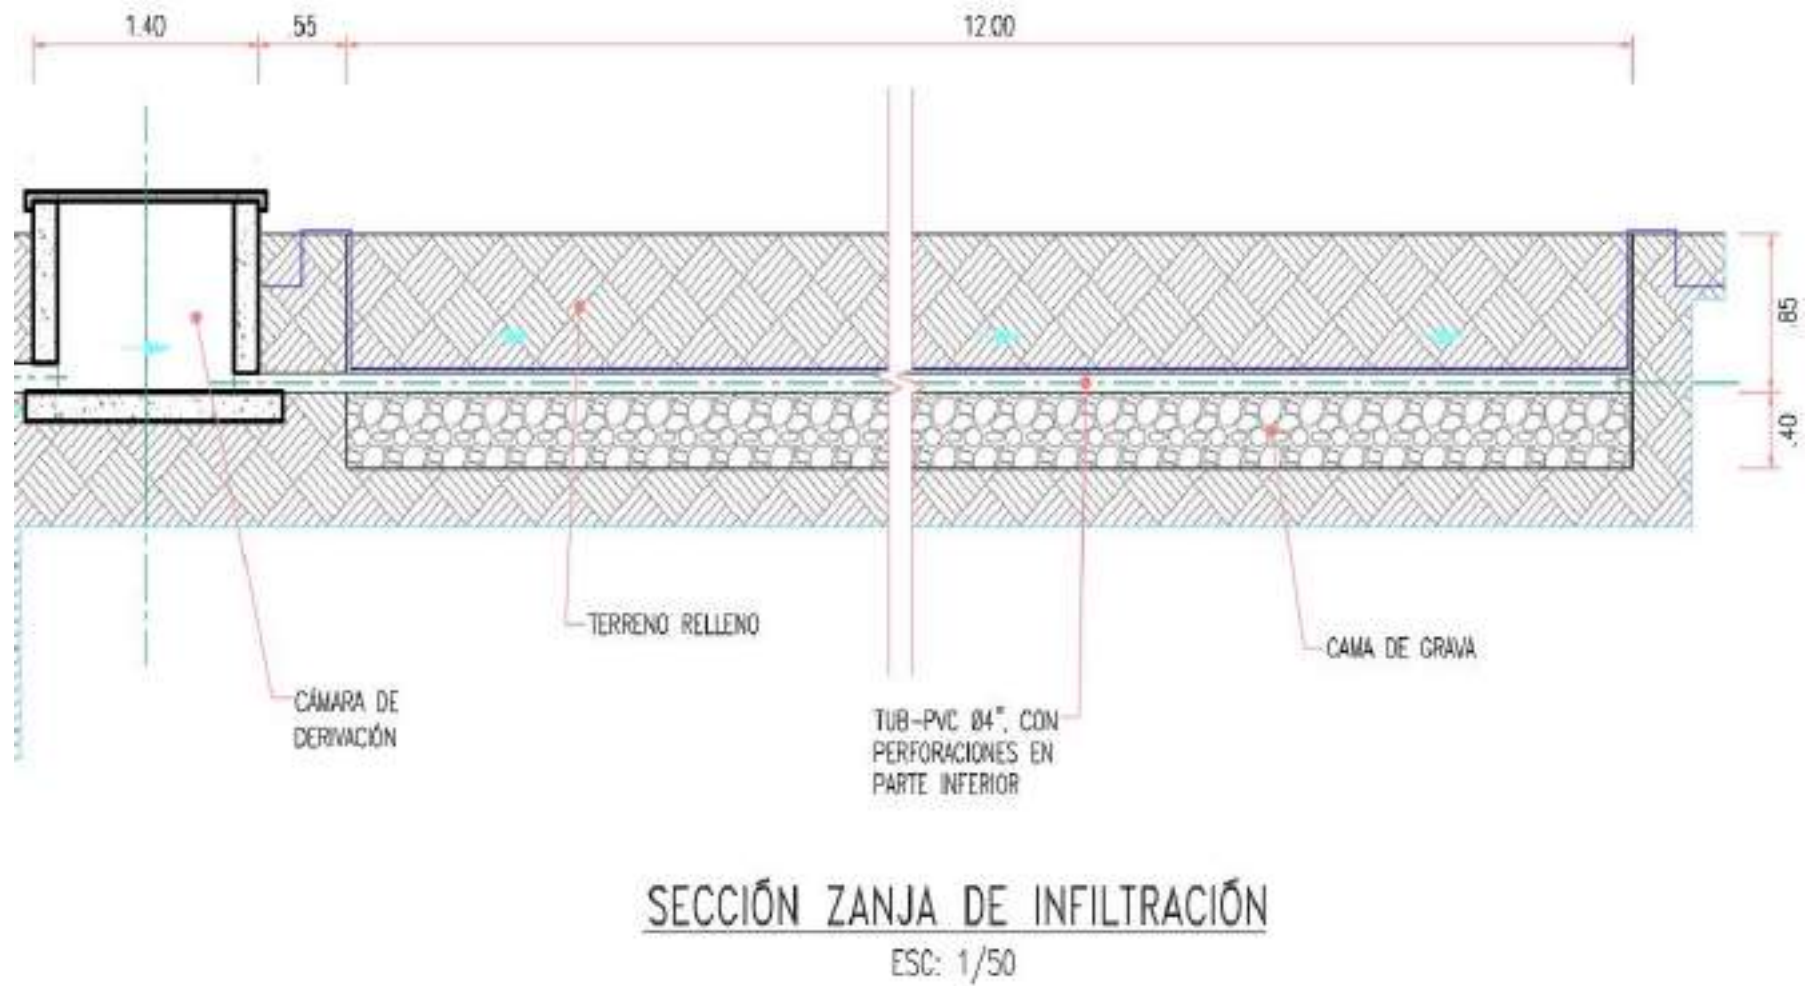 1.40
.55
12.00
.85
.40
TERRENO RELLENO
CAMA DE GRAVA
CÁMARA DE
DERIVACIÓN
TUB-PVC Ø4", CON
PERFORACIONES EN
PARTE INFERIOR
SECCIÓN ZANJA DE INFILTRACIÓN
ESC: 1/50